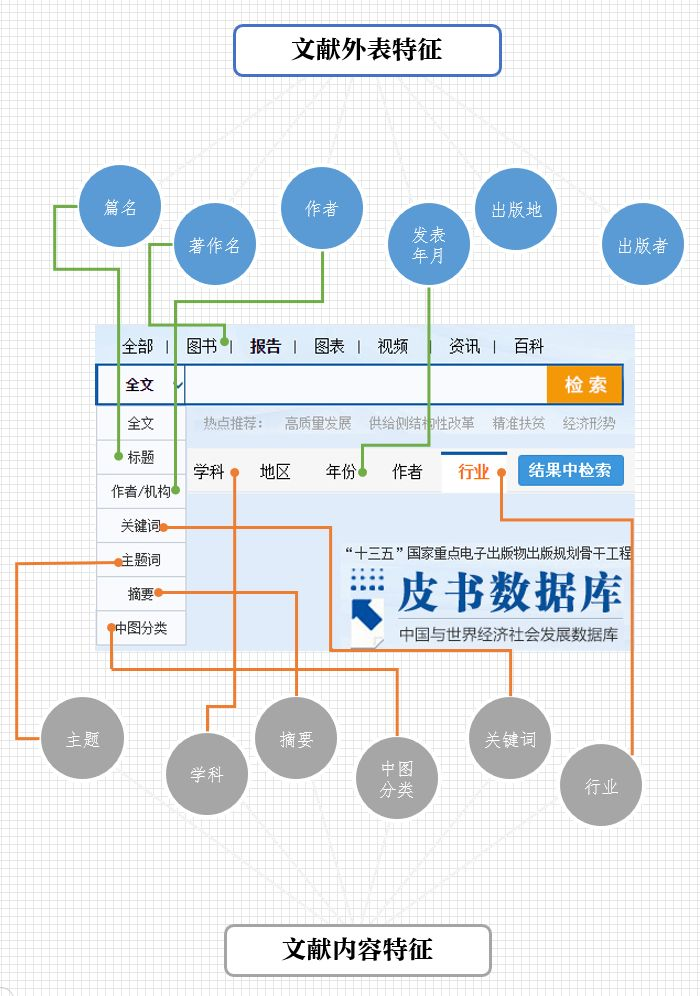 文献外表特征
篇名
著作名
作者
发表
年月
出版地
出版者
全部 | 图书 | 报告 | 图表 | 视频 | 资讯 | 百科
全文
检索
全文
热点推荐： 高质量发展 供给侧结构性改革 精准扶贫 经济形势
标题
学科 地区 年份 作者 行业 结果中检索
作者/机构
关键词
主题词
摘要
中图分类
“十三五”国家重点电子出版物出版规划骨干工程
皮书数据库
中国与世界经济社会发展数据库
主题
学科
摘要
中图
分类
关键词
行业
文献内容特征